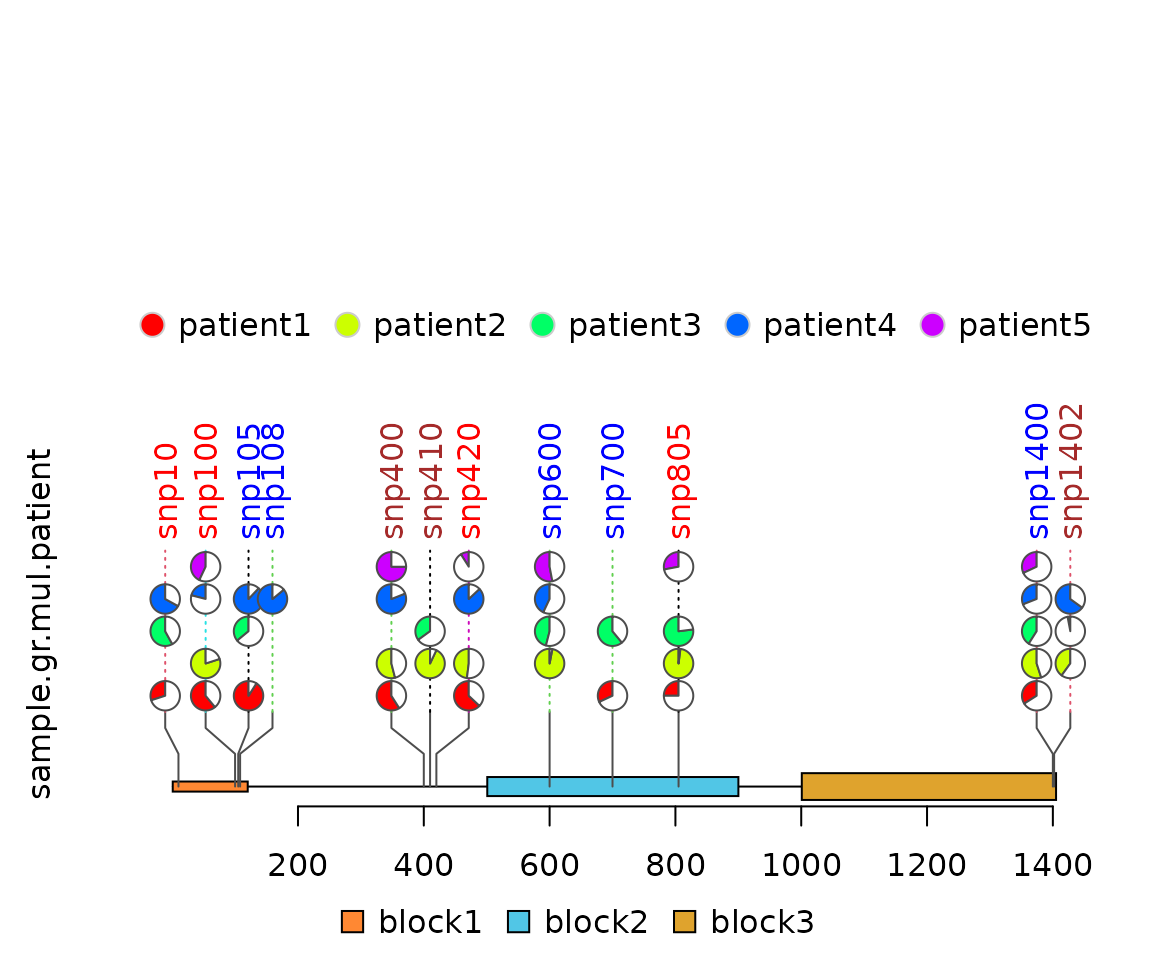 patient1 patient2 patient3 patient4 patient5
snp10 snp100 snp105 snp108 snp400 snp410 snp420 snp600 snp700 snp805 snp1400 snp1402
sample.gr.mul.patient
200 400 600 800 1000 1200 1400
block1 block2 block3